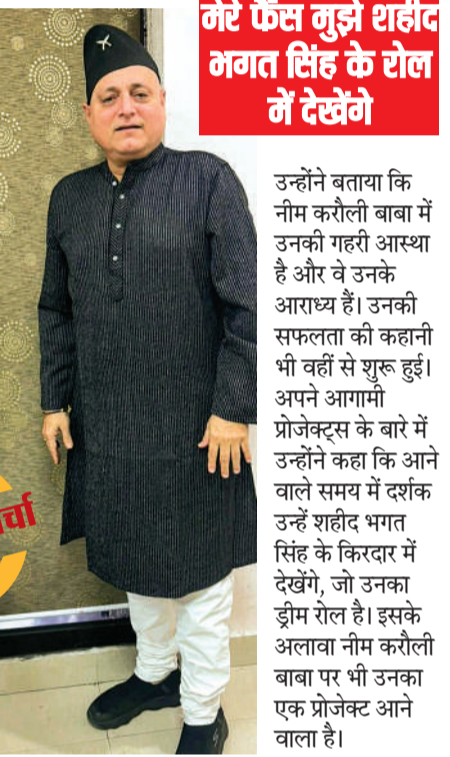 मेरे फैंस मुझे शहीद
भगत सिंह के रोल
में देखेंगे
उन्होंने बताया कि
नीम करौली बाबा में
उनकी गहरी आस्था
है और वे उनके
आराध्य हैं। उनकी
सफलता की कहानी
भी वहीं से शुरू हुई।
अपने आगामी
प्रोजेक्ट्स के बारे में
उन्होंने कहा कि आने
वाले समय में दर्शक
उन्हें शहीद भगत
सिंह के किरदार में
देखेंगे, जो उनका
ड्रीम रोल है। इसके
अलावा नीम करौली
बाबा पर भी उनका
एक प्रोजेक्ट आने
वाला है।